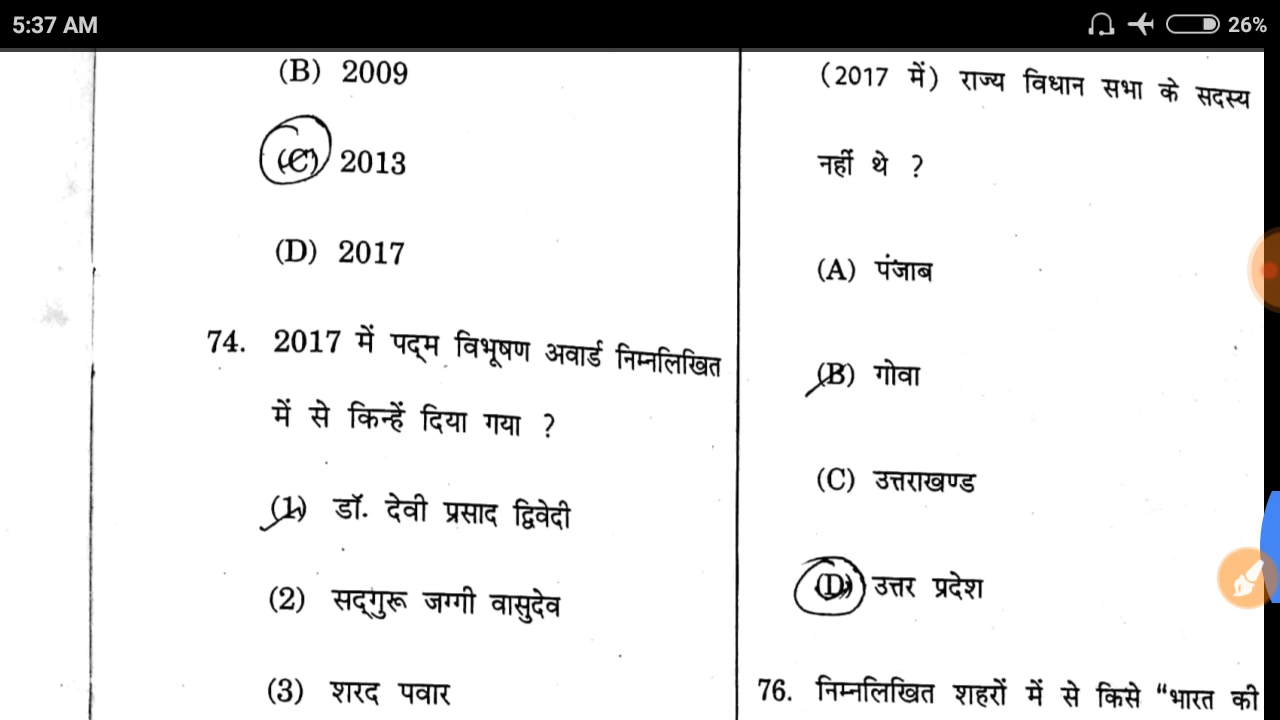 5:37 AM
26%
(B) 2009
(C) 2013
(D) 2017
74. 2017 में पद्म विभूषण अवार्ड निम्नलिखित
में से किन्हें दिया गया ?
(1) डॉ. देवी प्रसाद द्विवेदी
(2) सद्गुरू जग्गी वासुदेव
(3) शरद पवार
(2017 में) राज्य विधान सभा के सदस्य
नहीं थे ?
(A) पंजाब
(B) गोवा
(C) उत्तराखण्ड
(D) उत्तर प्रदेश
76. निम्नलिखित शहरों में से किसे "भारत की